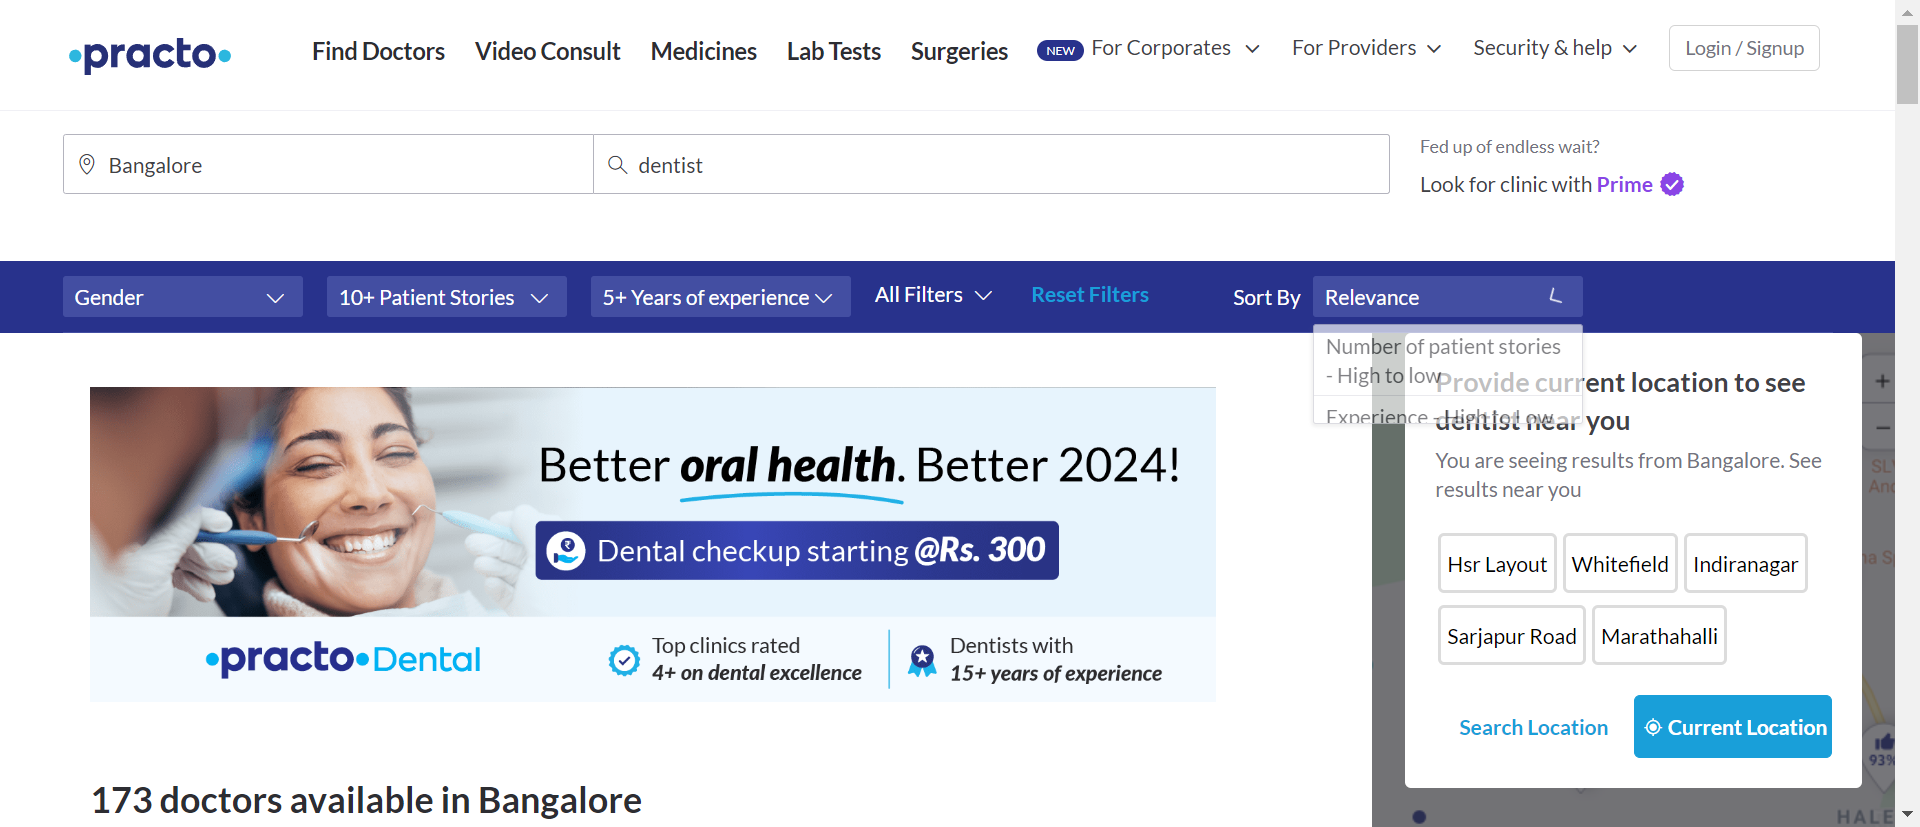 practo
Find Doctors
Video Consult
Medicines
Lab Tests
Surgeries
NEW
For Corporates
For Providers
Security & help
Login / Signup
Bangalore
dentist
Fed up of endless wait?
Look for clinic with Prime
Gender
10+ Patient Stories
5+ Years of experience
All Filters
Reset Filters
Sort By
Relevance
Number of patient stories
- High to low
Experience - High to Low
Provide current location to see
dentist near you
You are seeing results from Bangalore. See
results near you
Hsr Layout
Whitefield
Indiranagar
Sarjapur Road
Marathahalli
Search Location
Current Location
Better oral health. Better 2024!
Dental checkup starting @Rs. 300
practo Dental
Top clinics rated
4+ on dental excellence
Dentists with
15+ years of experience
173 doctors available in Bangalore
+
−
93%